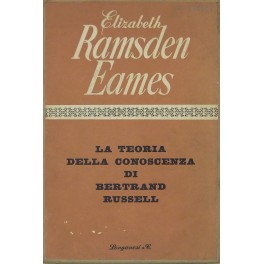 Elizabeth
Ramsden
Eames
LA TEORIA
DELLA CONOSCENZA
DI
BERTRAND
RUSSELL